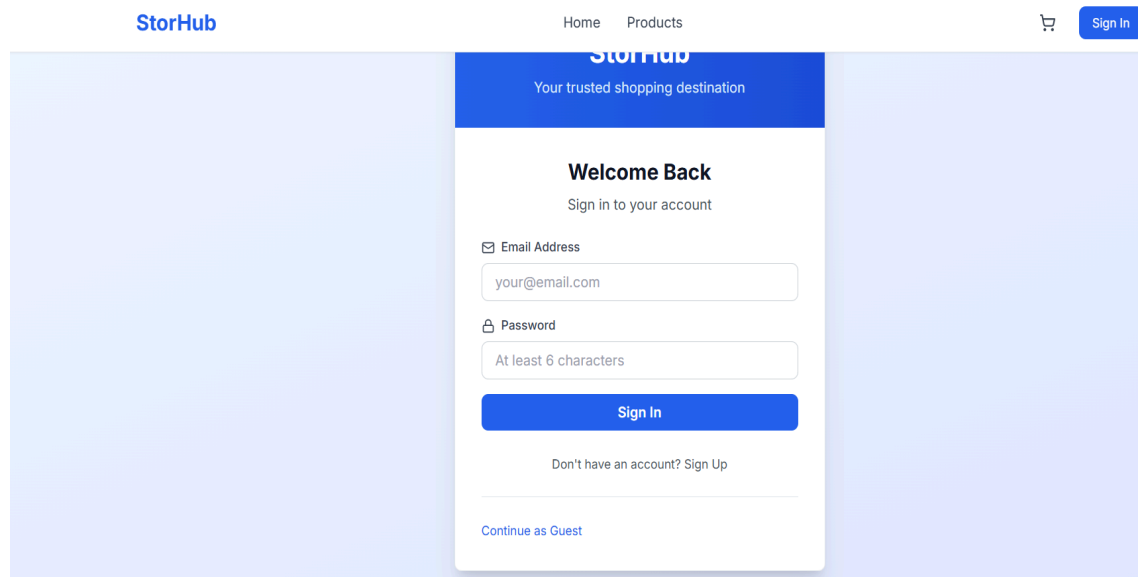 StorHub
Home Products
Sign In
StorHub
Your trusted shopping destination
Welcome Back
Sign in to your account
Email Address
your@email.com
Password
At least 6 characters
Sign In
Don't have an account? Sign Up
Continue as Guest